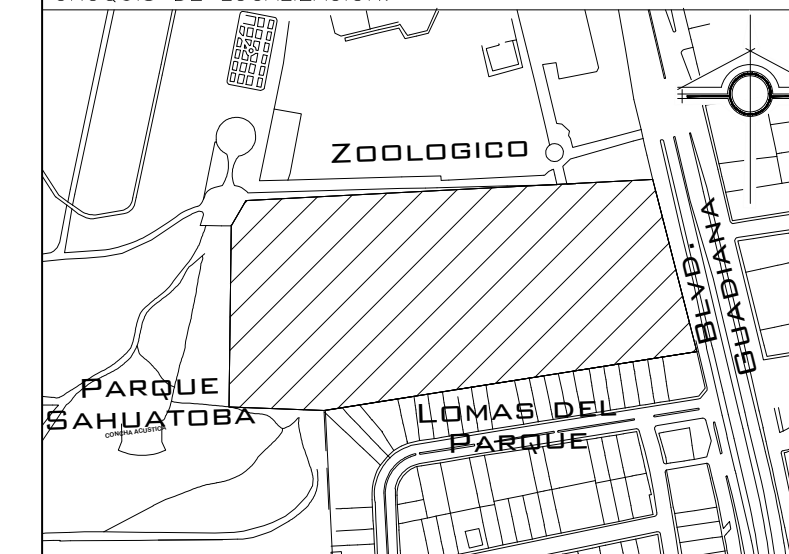 ZOOLOGICO
BLVD.
GUADIANA
PARQUE
SAHUATOBA
CONCHA ACUSTICA
LOMAS DEL
PARQUE